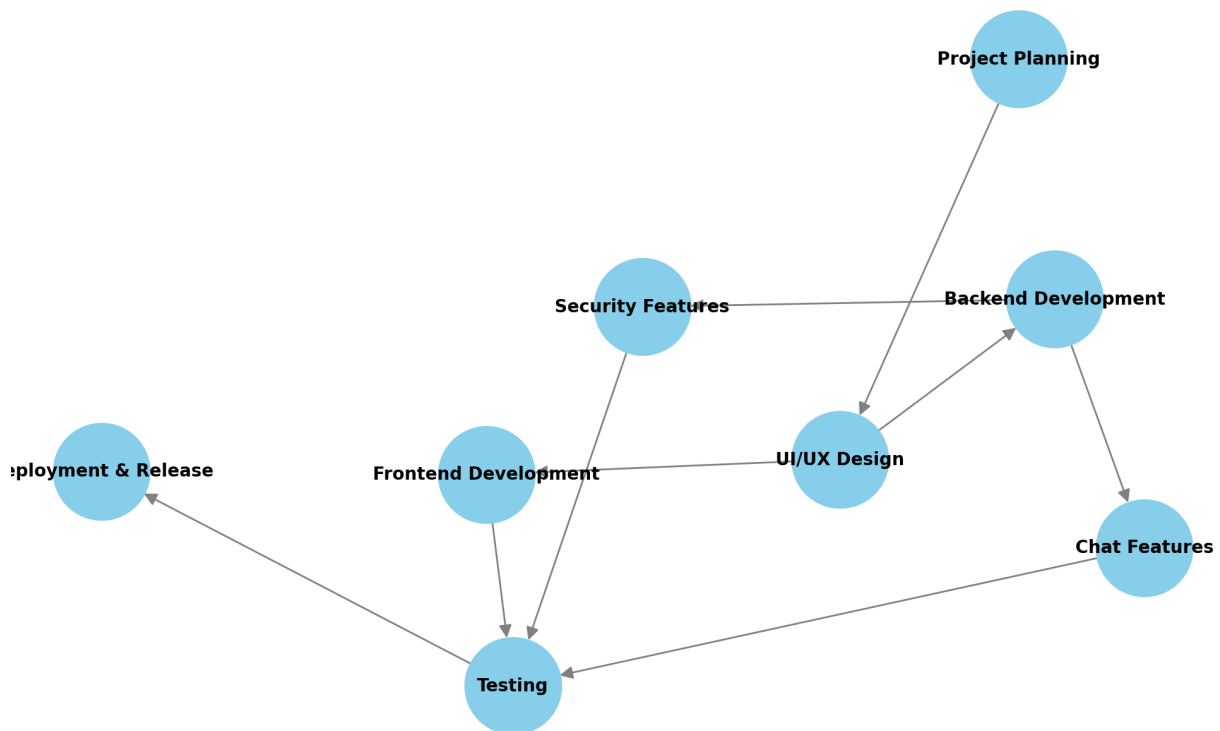 Project Planning
Backend Development
Security Features
UI/UX Design
eployment & Release
Frontend Development
Chat Features
Testing